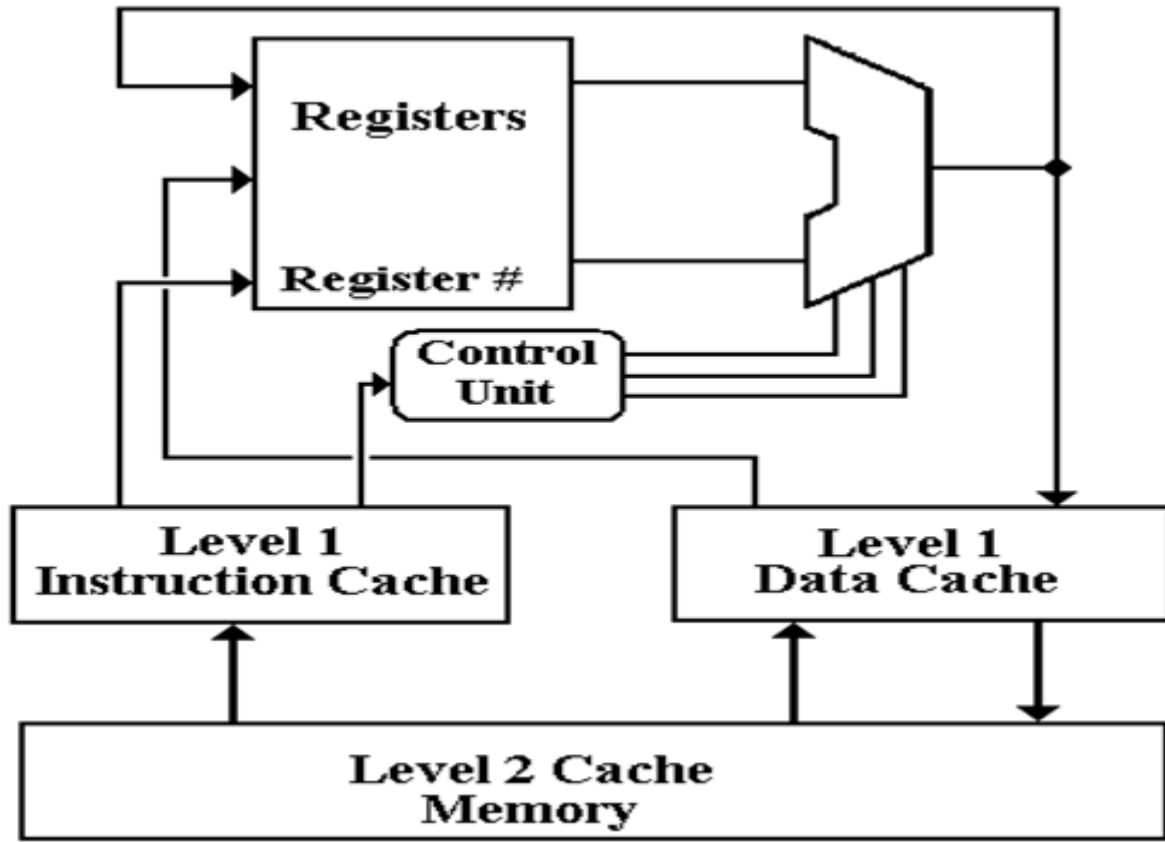 Registers
Register #
Control
Unit
Level 1
Instruction Cache
Level 1
Data Cache
Level 2 Cache
Memory